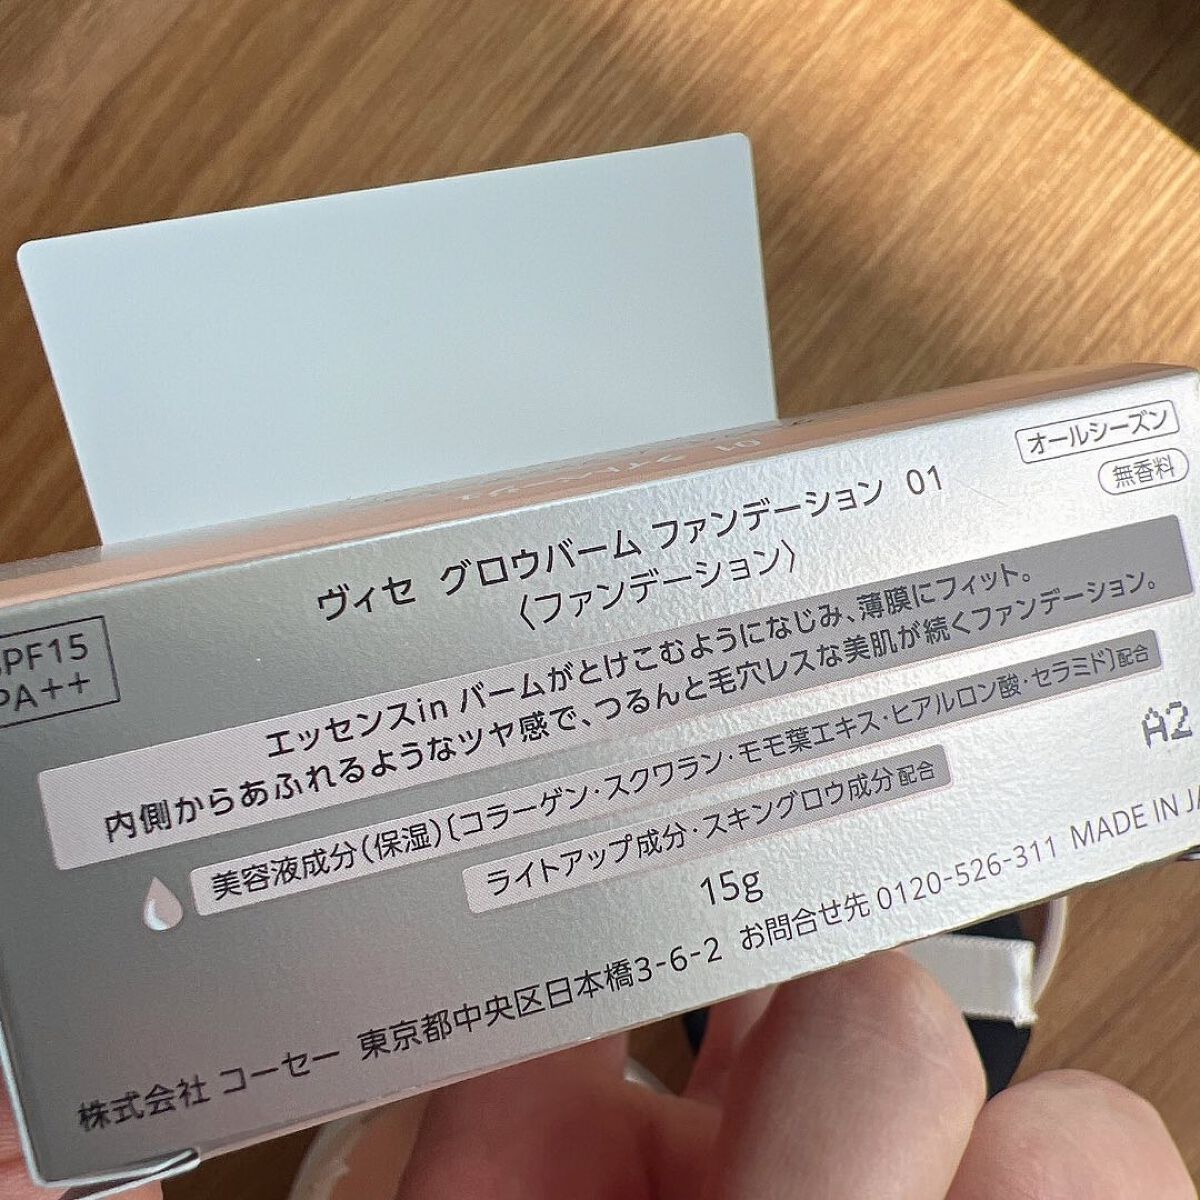 オールシーズン
無香料
ヴィセ グロウバーム ファンデーション 01
〈ファンデーション〉
SPF15
PA++
エッセンスin バームがとけこむようになじみ、薄膜にフィット。
内側からあふれるようなツヤ感で、つるんと毛穴レスな美肌が続くファンデーション。
美容液成分(保湿)〔コラーゲン・スクワラン・モモ葉エキス・ヒアルロン酸・セラミド〕配合
ライトアップ成分・スキングロウ成分配合
A2
15g
株式会社 コーセー 東京都中央区日本橋3-6-2 お問合せ先 0120-526-311 MADE IN